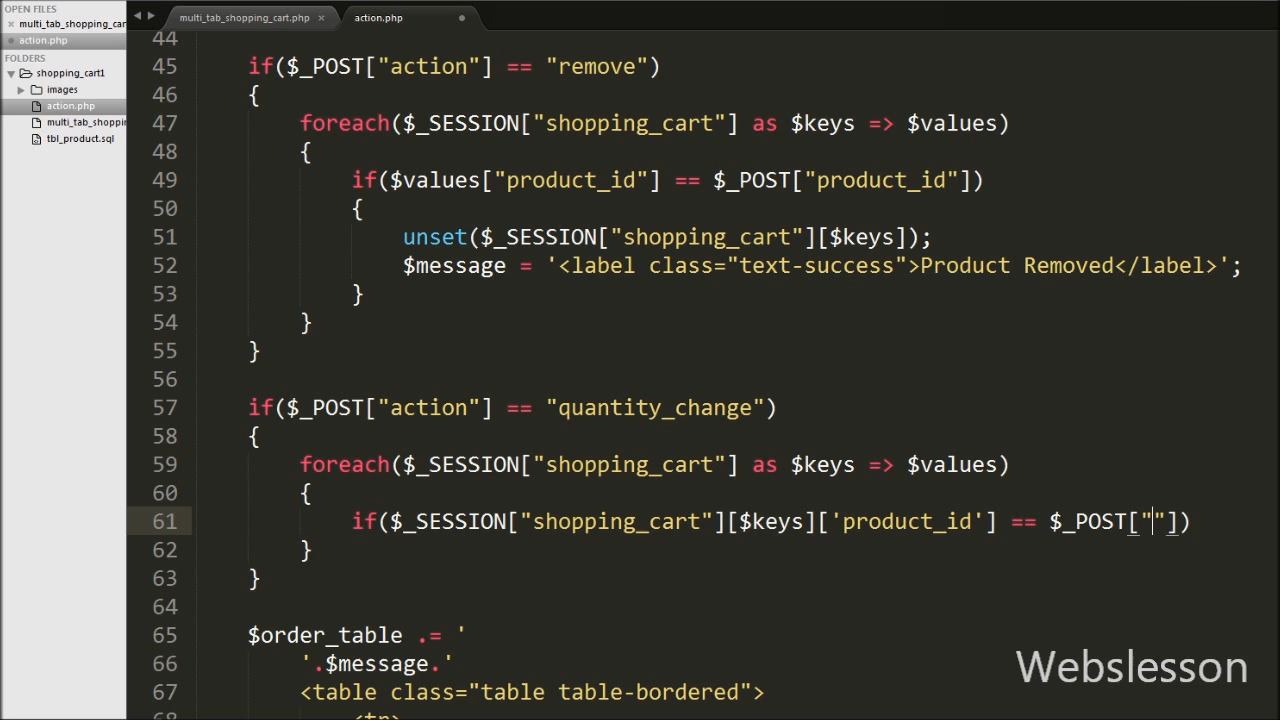 OPEN FILES
× multi_tab_shopping_car
action.php
FOLDERS
shopping_cart1
images
action.php
multi_tab_shoppin
tbl_product.sql
multi_tab_shopping_cart.php ×
action.php
44
45 if($_POST["action"] == "remove")
46 {
47 foreach($_SESSION["shopping_cart"] as $keys => $values)
48 {
49 if($values["product_id"] == $_POST["product_id"])
50 {
51 unset($_SESSION["shopping_cart"][$keys]);
52 $message = '<label class="text-success">Product Removed</label>';
53 }
54 }
55 }
56
57 if($_POST["action"] == "quantity_change")
58 {
59 foreach($_SESSION["shopping_cart"] as $keys => $values)
60 {
61 if($_SESSION["shopping_cart"][$keys]['product_id'] == $_POST[""])
62 }
63 }
64
65 $order_table .= '
66 '.$message.'
67 <table class="table table-bordered">
68 <tr>
Webslesson